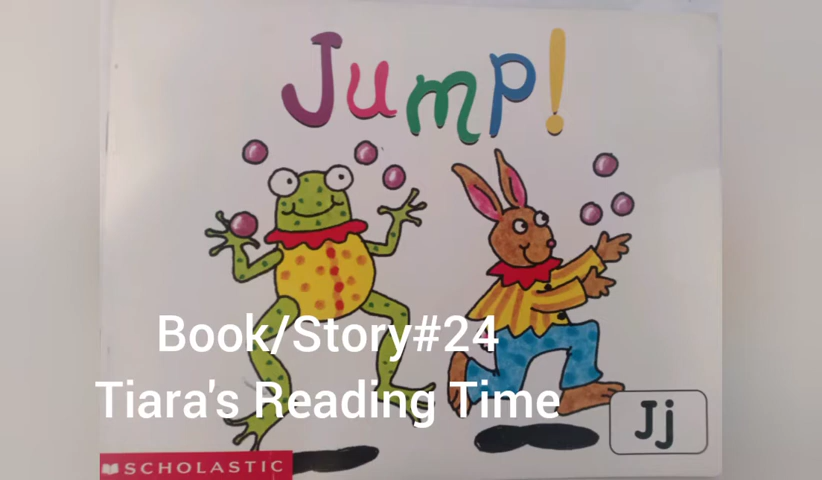 Jump!
Book/Story#24
Tiara's Reading Time
Jj
SCHOLASTIC